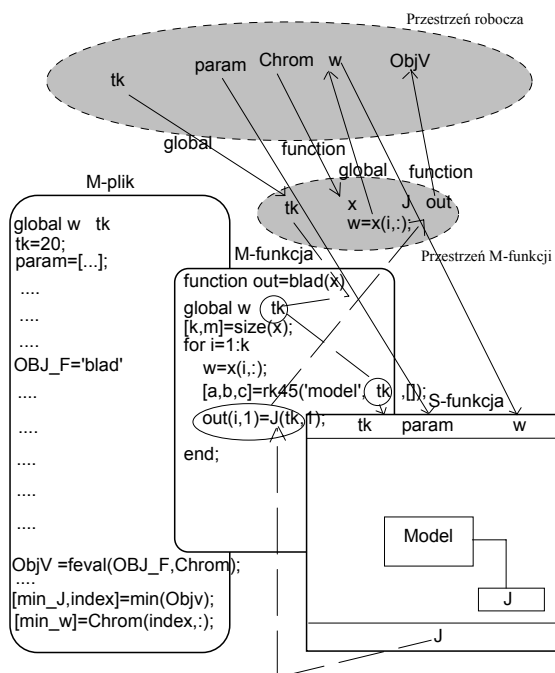 Przestrzeń robocza
tk param Chrom w ObjV
global function global function
tk x J out
w=x(i,:);
Przestrzeń M-funkcji
M-plik
global w tk
tk=20;
param=[...];
....
....
....
OBJ_F='blad'
....
....
....
....
....
ObjV =feval(OBJ_F,Chrom);
....
[min_J,index]=min(Objv);
[min_w]=Chrom(index,:);
M-funkcja
function out=blad(x)
global w tk
[k,m]=size(x);
for i=1:k
w=x(i,:);
[a,b,c]=rk45('model', tk ,[]);
out(i,1)=J(tk,1);
end;
S-funkcja
tk param w
Model
J
J